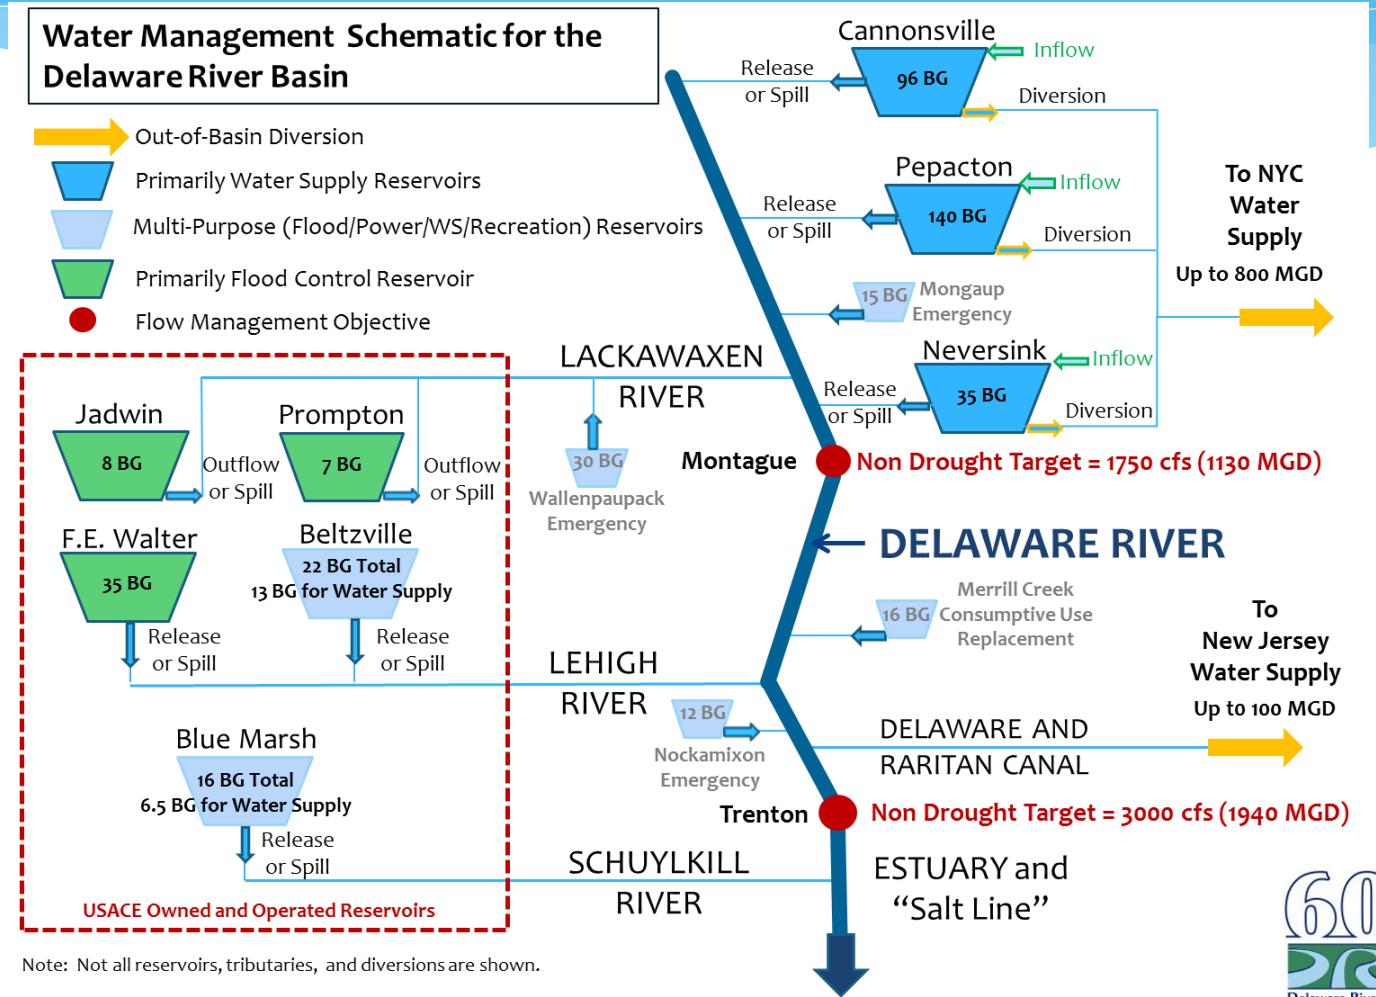 Water Management Schematic for the
Delaware River Basin
Out-of-Basin Diversion
Primarily Water Supply Reservoirs
Multi-Purpose (Flood/Power/WS/Recreation) Reservoirs
Primarily Flood Control Reservoir
Flow Management Objective
Cannonsville
96 BG
Inflow
Release
or Spill
Diversion
Pepacton
140 BG
Inflow
Release
or Spill
Diversion
To NYC
Water
Supply
Up to 800 MGD
15 BG
Mongaup
Emergency
Neversink
35 BG
Inflow
Release
or Spill
Diversion
LACKAWAXEN
RIVER
Jadwin
8 BG
Outflow
or Spill
Prompton
7 BG
Outflow
or Spill
30 BG
Wallenpaupack
Emergency
Montague
Non Drought Target = 1750 cfs (1130 MGD)
F.E. Walter
35 BG
Release
or Spill
Beltzville
22 BG Total
13 BG for Water Supply
Release
or Spill
DELAWARE RIVER
16 BG
Merrill Creek
Consumptive Use
Replacement
To
New Jersey
Water Supply
Up to 100 MGD
LEHIGH
RIVER
12 BG
Nockamixon
Emergency
DELAWARE AND
RARITAN CANAL
Blue Marsh
16 BG Total
6.5 BG for Water Supply
Release
or Spill
Trenton
Non Drought Target = 3000 cfs (1940 MGD)
SCHUYLKILL
RIVER
ESTUARY and
“Salt Line”
USACE Owned and Operated Reservoirs
Note: Not all reservoirs, tributaries, and diversions are shown.
60